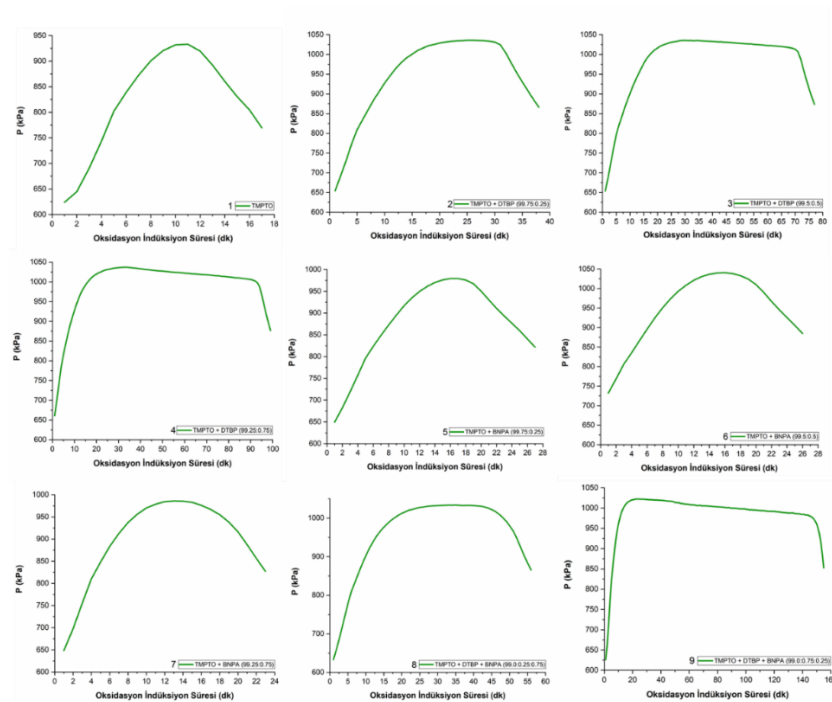 950
900
850
800
750
700
650
600
P (kPa)
1 TMPTO
0 2 4 6 8 10 12 14 16 18
Oksidasyon İndüksiyon Süresi (dk)
1050
1000
950
900
850
800
750
700
650
600
P (kPa)
2 TMPTO + DTBP (99.75:0.25)
0 5 10 15 20 25 30 35 40
Oksidasyon İndüksiyon Süresi (dk)
1050
1000
950
900
850
800
750
700
650
600
P (kPa)
3 TMPTO + DTBP (99.5:0.5)
0 5 10 15 20 25 30 35 40 45 50 55 60 65 70 75 80
Oksidasyon İndüksiyon Süresi (dk)
1050
1000
950
900
850
800
750
700
650
600
P (kPa)
4 TMPTO + DTBP (99.25:0.75)
0 10 20 30 40 50 60 70 80 90 100
Oksidasyon İndüksiyon Süresi (dk)
1000
950
900
850
800
750
700
650
600
P (kPa)
5 TMPTO + BNPA (99.75:0.25)
0 2 4 6 8 10 12 14 16 18 20 22 24 26 28
Oksidasyon İndüksiyon Süresi (dk)
1050
1000
950
900
850
800
750
700
650
600
P (kPa)
6 TMPTO + BNPA (99.5:0.5)
0 2 4 6 8 10 12 14 16 18 20 22 24 26 28
Oksidasyon İndüksiyon Süresi (dk)
1000
950
900
850
800
750
700
650
600
P (kPa)
7 TMPTO + BNPA (99.25:0.75)
0 2 4 6 8 10 12 14 16 18 20 22 24
Oksidasyon İndüksiyon Süresi (dk)
1000
900
800
700
600
P (kPa)
8 TMPTO + DTBP + BNPA (99.0:0.25:0.75)
0 5 10 15 20 25 30 35 40 45 50 55 60
Oksidasyon İndüksiyon Süresi (dk)
1050
1000
950
900
850
800
750
700
650
600
P (kPa)
9 TMPTO + DTBP + BNPA (99.0:0.75:0.25)
0 10 20 30 40 50 60 70 80 90 100 110 120 130 140 150 16
Oksidasyon İndüksiyon Süresi (dk)